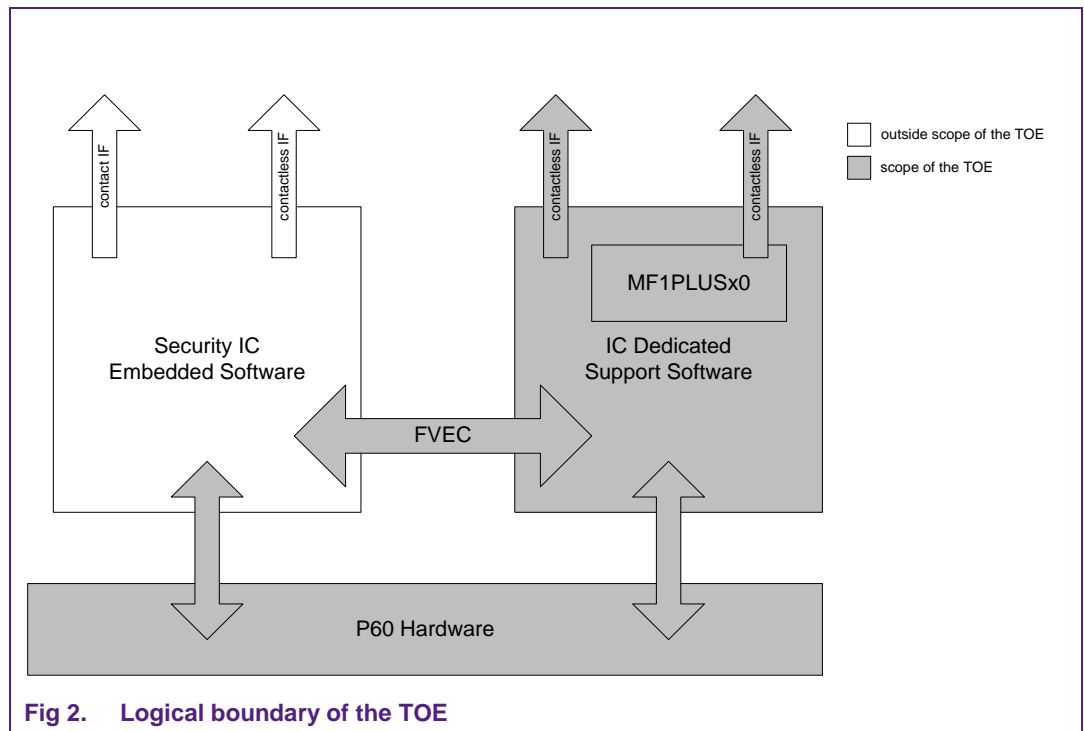 contact IF
contactless IF
contactless IF
contactless IF
outside scope of the TOE
scope of the TOE
MF1PLUSx0
Security IC
Embedded Software
IC Dedicated
Support Software
FVEC
P60 Hardware
Fig 2. Logical boundary of the TOE